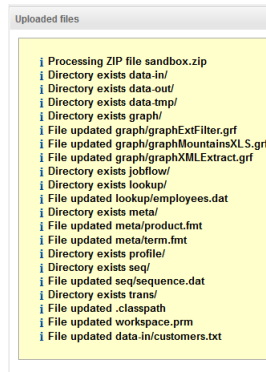 Uploaded files
Processing ZIP file sandbox.zip
Directory exists data-in/
Directory exists data-out/
Directory exists data-tmp/
Directory exists graph/
File updated graph/graphExtFilter.grf
File updated graph/graphMountainsXLS.grf
File updated graph/graphXMLExtract.grf
Directory exists jobflow/
Directory exists lookup/
File updated lookup/employees.dat
Directory exists meta/
File updated meta/product.fmt
File updated meta/term.fmt
Directory exists profile/
Directory exists seq/
File updated seq/sequence.dat
Directory exists trans/
File updated .classpath
File updated workspace.prm
File updated data-in/customers.txt